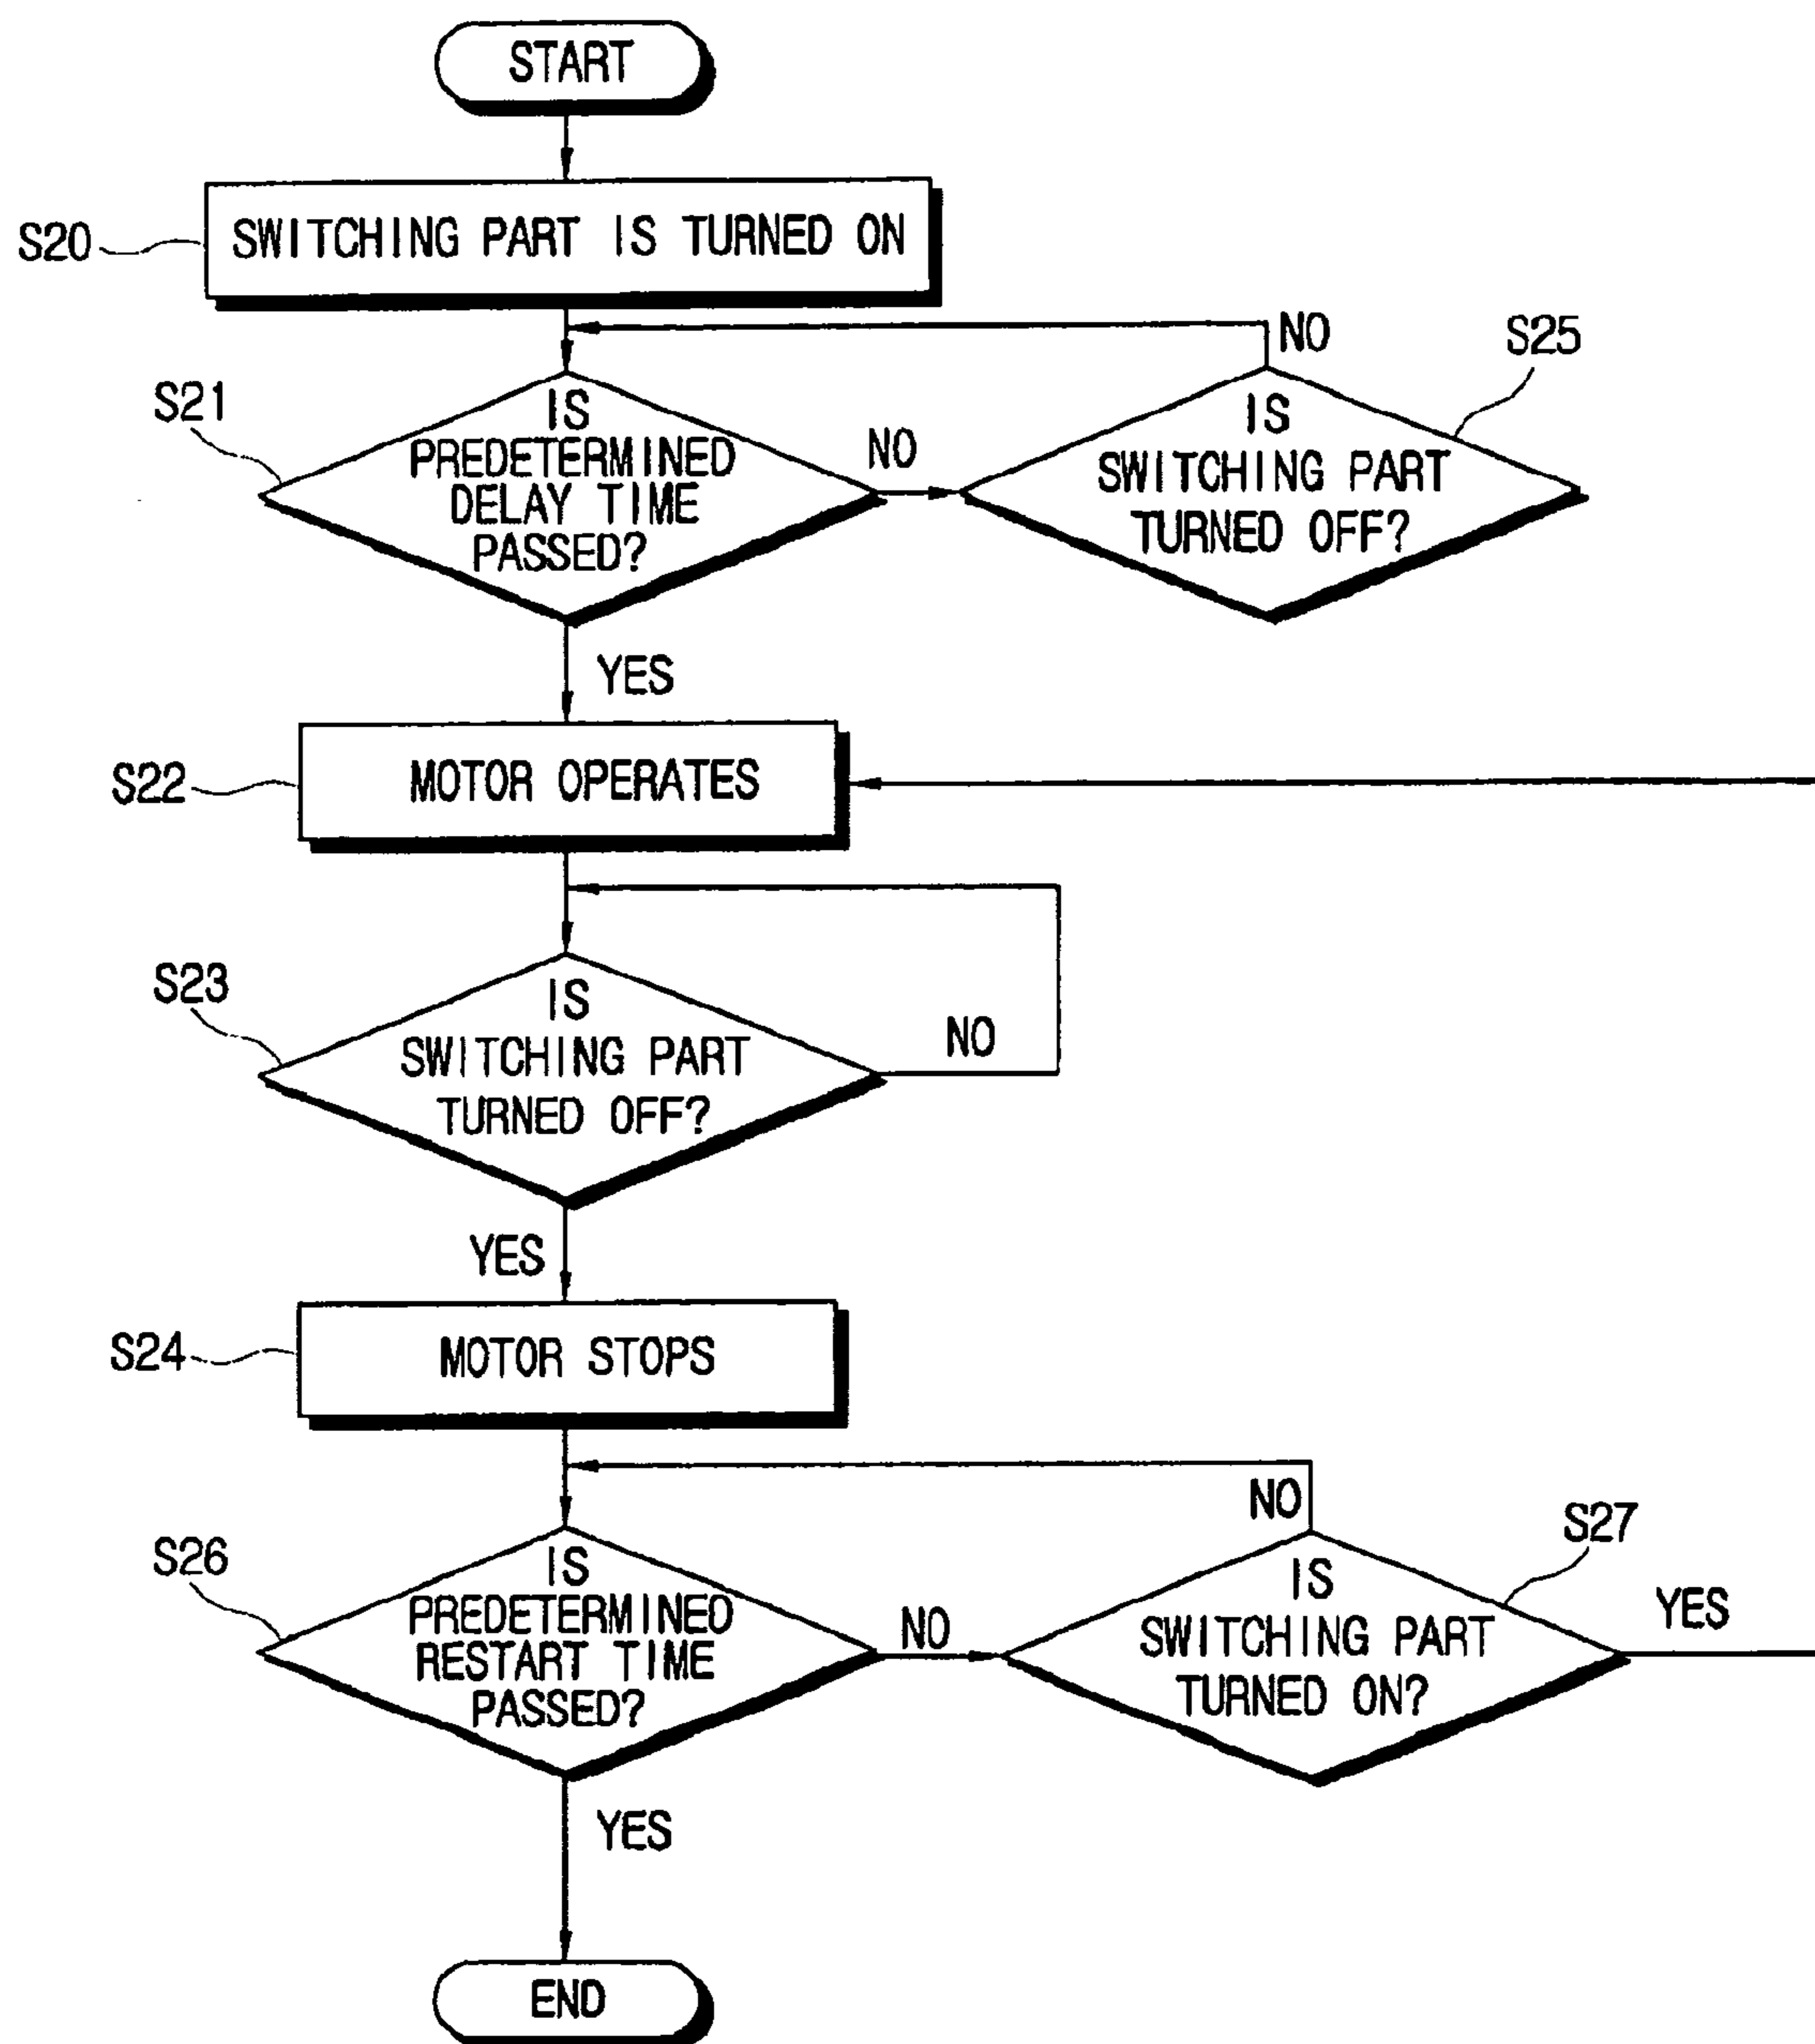 START
S20
SWITCHING PART IS TURNED ON
NO
S25
S21
IS
PREDETERMINED
DELAY TIME
PASSED?
NO
IS
SWITCHING PART
TURNED OFF?
YES
S22
MOTOR OPERATES
S23
IS
SWITCHING PART
TURNED OFF?
NO
YES
S24
MOTOR STOPS
NO
S27
S26
IS
PREDETERMINED
RESTART TIME
PASSED?
NO
IS
SWITCHING PART
TURNED ON?
YES
YES
END